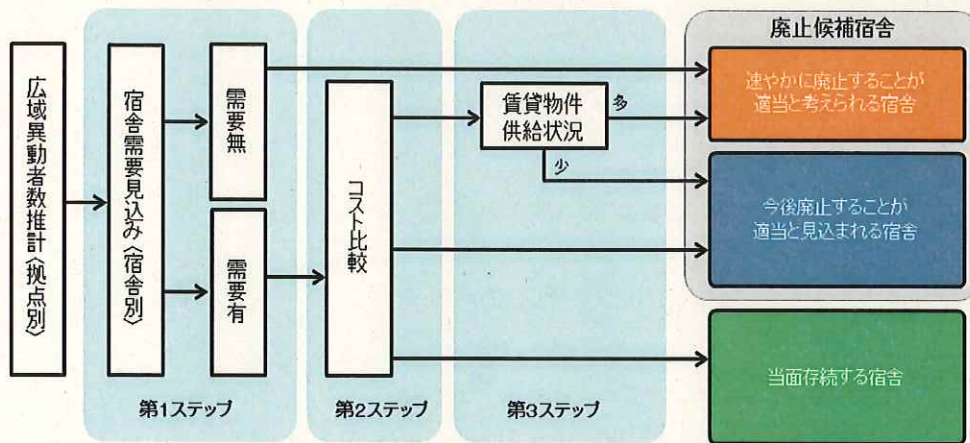 広域異動者数推計〈拠点別〉
宿舎需要見込み〈宿舎別〉
需要無
需要有
第1ステップ
コスト比較
第2ステップ
賃貸物件
供給状況
多
少
第3ステップ
廃止候補宿舎
速やかに廃止することが
適当と考えられる宿舎
今後廃止することが
適当と見込まれる宿舎
当面存続する宿舎